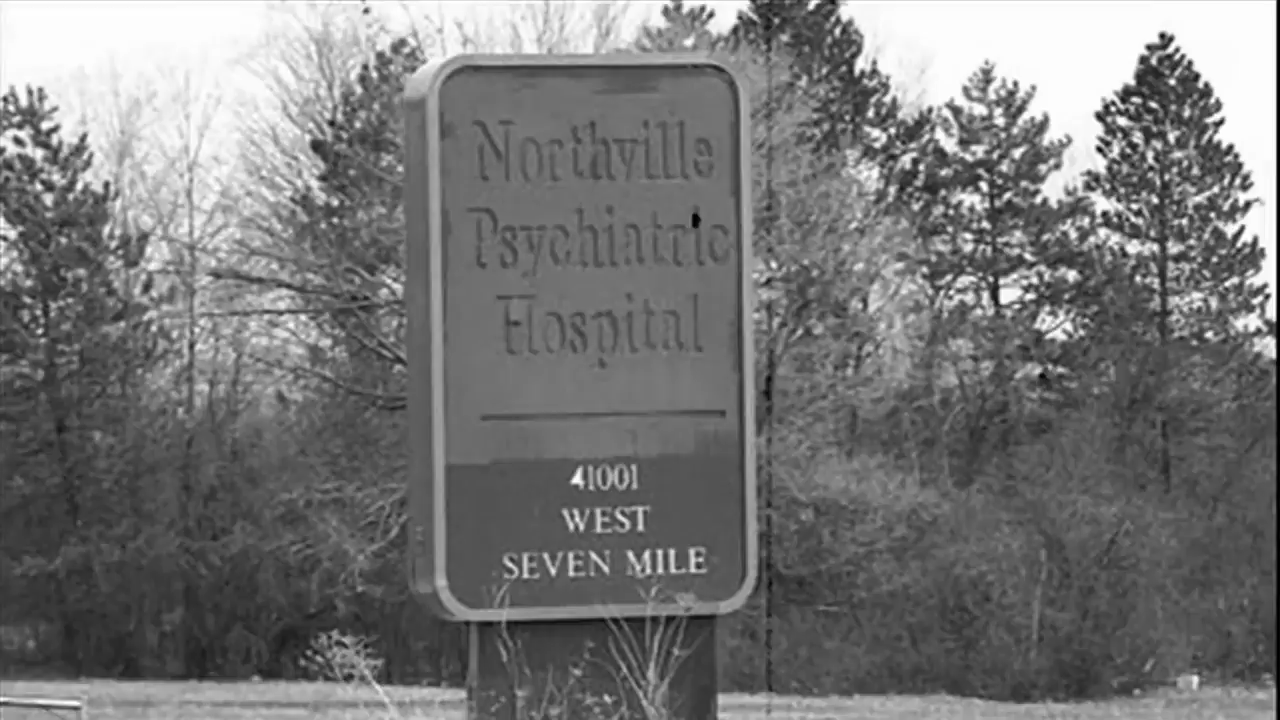 Northville
Psychiatric
Hospital
41001
WEST
SEVEN MILE